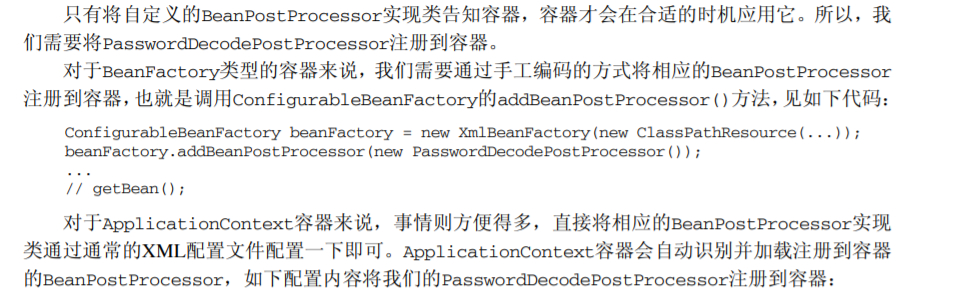 只有将自定义的BeanPostProcessor实现类告知容器，容器才会在合适的时机应用它。所以，我
们需要将PasswordDecodePostProcessor注册到容器。
对于BeanFactory类型的容器来说，我们需要通过手工编码的方式将相应的BeanPostProcessor
注册到容器，也就是调用ConfigurableBeanFactory的addBeanPostProcessor()方法，见如下代码：
ConfigurableBeanFactory beanFactory = new XmlBeanFactory(new ClassPathResource(...));
beanFactory.addBeanPostProcessor(new PasswordDecodePostProcessor());
...
// getBean();
对于ApplicationContext容器来说，事情则方便得多，直接将相应的BeanPostProcessor实现
类通过通常的XML配置文件配置一下即可。ApplicationContext容器会自动识别并加载注册到容器
的BeanPostProcessor，如下配置内容将我们的PasswordDecodePostProcessor注册到容器：